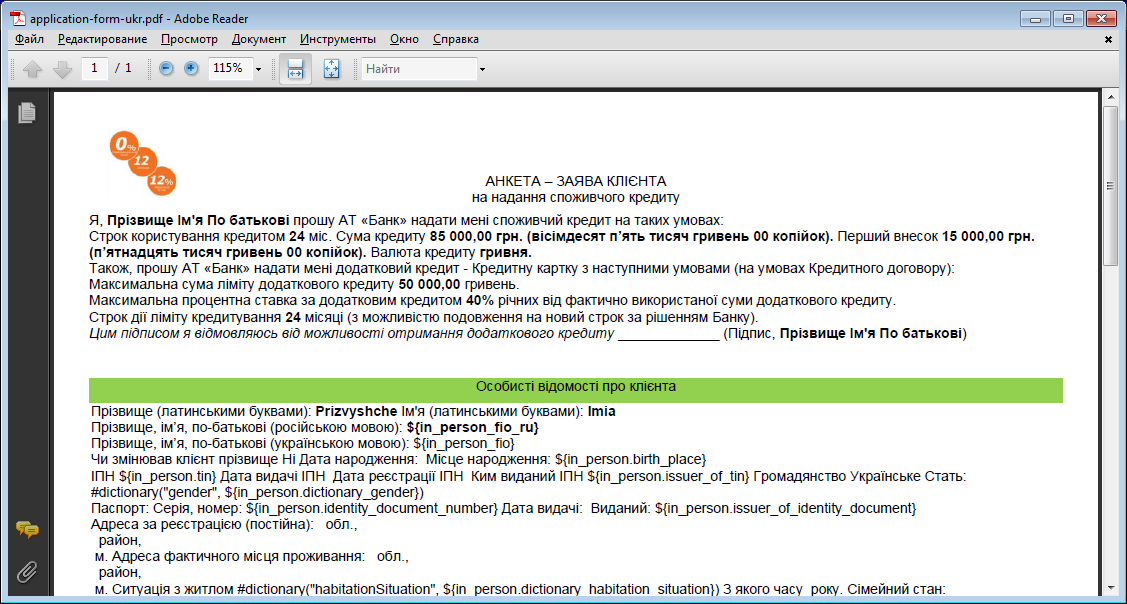 application-form-ukr.pdf - Adobe Reader
Файл Редактирование Просмотр Документ Инструменты Окно Справка
1 / 1 115% Найти
0%
12
12%
АНКЕТА – ЗАЯВА КЛІЄНТА
на надання споживчого кредиту
Я, Прізвище Ім'я По батькові прошу АТ «Банк» надати мені споживчий кредит на таких умовах:
Строк користування кредитом 24 міс. Сума кредиту 85 000,00 грн. (вісімдесят п’ять тисяч гривень 00 копійок). Перший внесок 15 000,00 грн.
(п’ятнадцять тисяч гривень 00 копійок). Валюта кредиту гривня.
Також, прошу АТ «Банк» надати мені додатковий кредит - Кредитну картку з наступними умовами (на умовах Кредитного договору):
Максимальна сума ліміту додаткового кредиту 50 000,00 гривень.
Максимальна процентна ставка за додатковим кредитом 40% річних від фактично використаної суми додаткового кредиту.
Строк дії ліміту кредитування 24 місяці (з можливістю подовження на новий строк за рішенням Банку).
Цим підписом я відмовляюсь від можливості отримання додаткового кредиту _____________ (Підпис, Прізвище Ім'я По батькові)
Особисті відомості про клієнта
Прізвище (латинськими буквами): Prizvyshche Ім'я (латинськими буквами): Imia
Прізвище, ім’я, по-батькові (російською мовою): ${in_person_fio_ru}
Прізвище, ім’я, по-батькові (українською мовою): ${in_person_fio}
Чи змінював клієнт прізвище Ні Дата народження: Місце народження: ${in_person.birth_place}
ІПН ${in_person.tin} Дата видачі ІПН Дата реєстрації ІПН Ким виданий ІПН ${in_person.issuer_of_tin} Громадянство Українське Стать:
#dictionary("gender", ${in_person.dictionary_gender})
Паспорт: Серія, номер: ${in_person.identity_document_number} Дата видачі: Виданий: ${in_person.issuer_of_identity_document}
Адреса за реєстрацією (постійна): обл.,
район,
м. Адреса фактичного місця проживання: обл.,
район,
м. Ситуація з житлом #dictionary("habitationSituation", ${in_person.dictionary_habitation_situation}) З якого часу року. Сімейний стан: